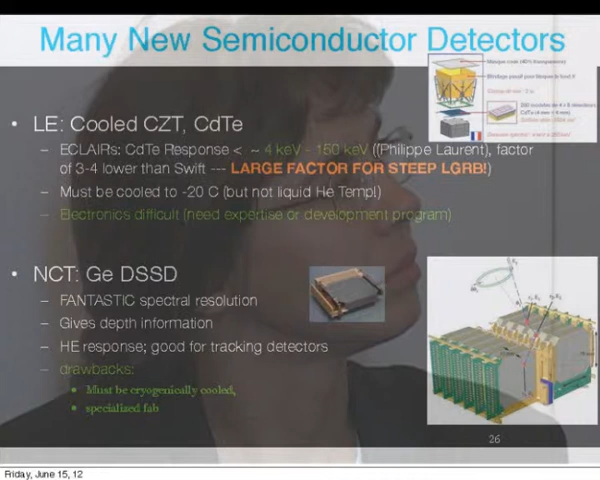 Many New Semiconductor Detectors
• LE: Cooled CZT, CdTe
– ECLAIRs: CdTe Response < ~ 4 keV - 150 keV ((Philippe Laurent), factor
of 3-4 lower than Swift --- LARGE FACTOR FOR STEEP LGRB!)
– Must be cooled to -20 C (but not liquid He Temp!)
– Electronics difficult (need expertise or development program)
• NCT: Ge DSSD
– FANTASTIC spectral resolution
– Gives depth information
– HE response; good for tracking detectors
– drawbacks:
• Must be cryogenically cooled,
• specialized fab
26
Friday, June 15, 12